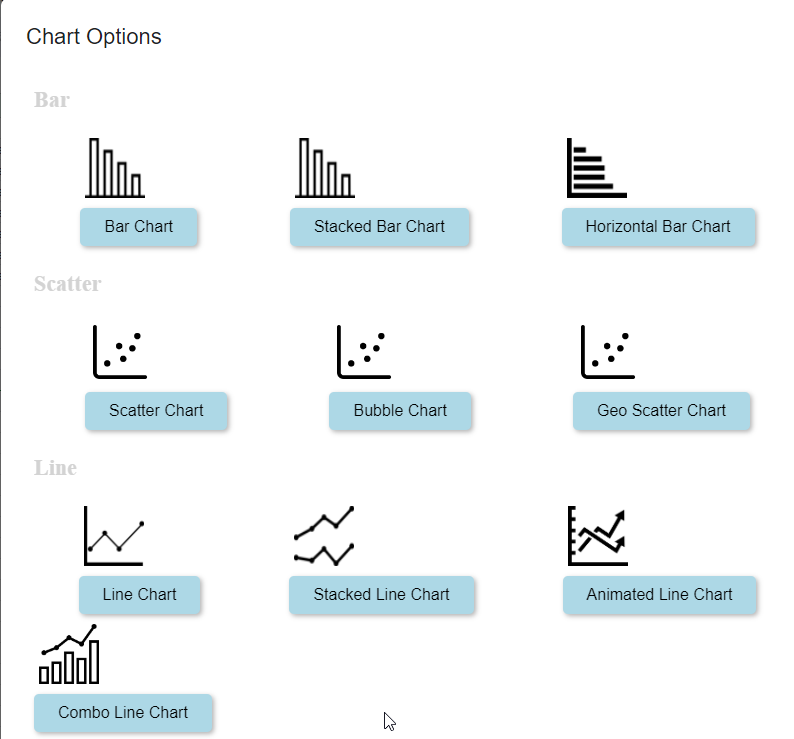 Chart Options
Bar
Bar Chart
Stacked Bar Chart
Horizontal Bar Chart
Scatter
Scatter Chart
Bubble Chart
Geo Scatter Chart
Line
Line Chart
Stacked Line Chart
Animated Line Chart
Combo Line Chart